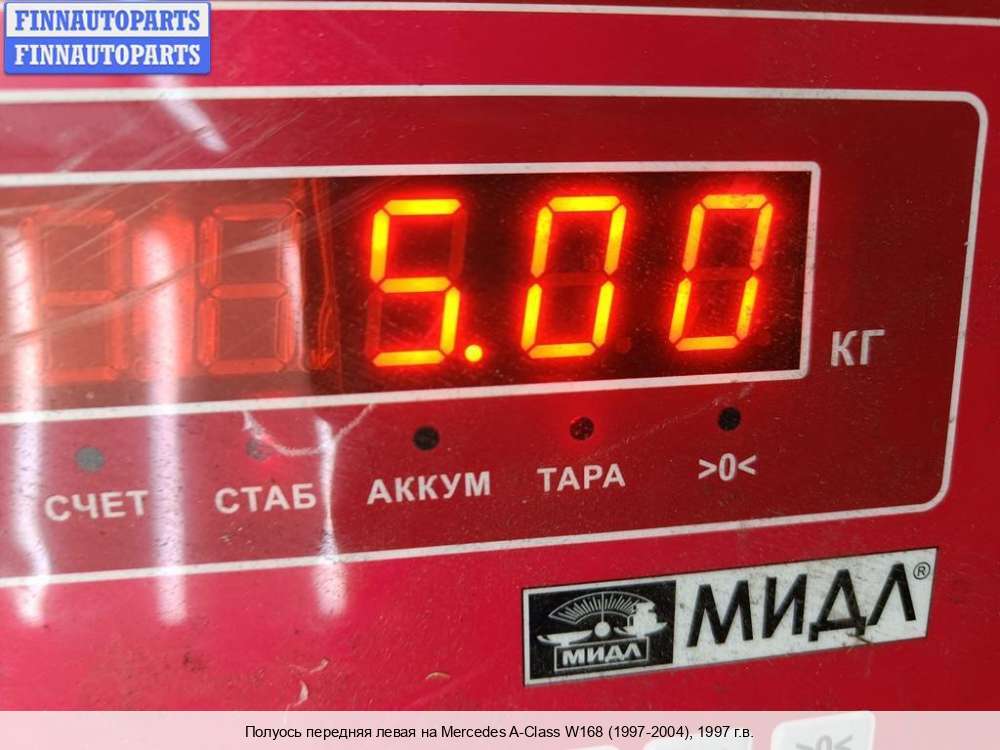 FINNAUTOPARTS
FINNAUTOPARTS
5.00
КГ
СЧЕТ СТАБ АККУМ ТАРА >0<
МИДЛ МИДЛ®
>0<
Полуось передняя левая на Mercedes A-Class W168 (1997-2004), 1997 г.в.